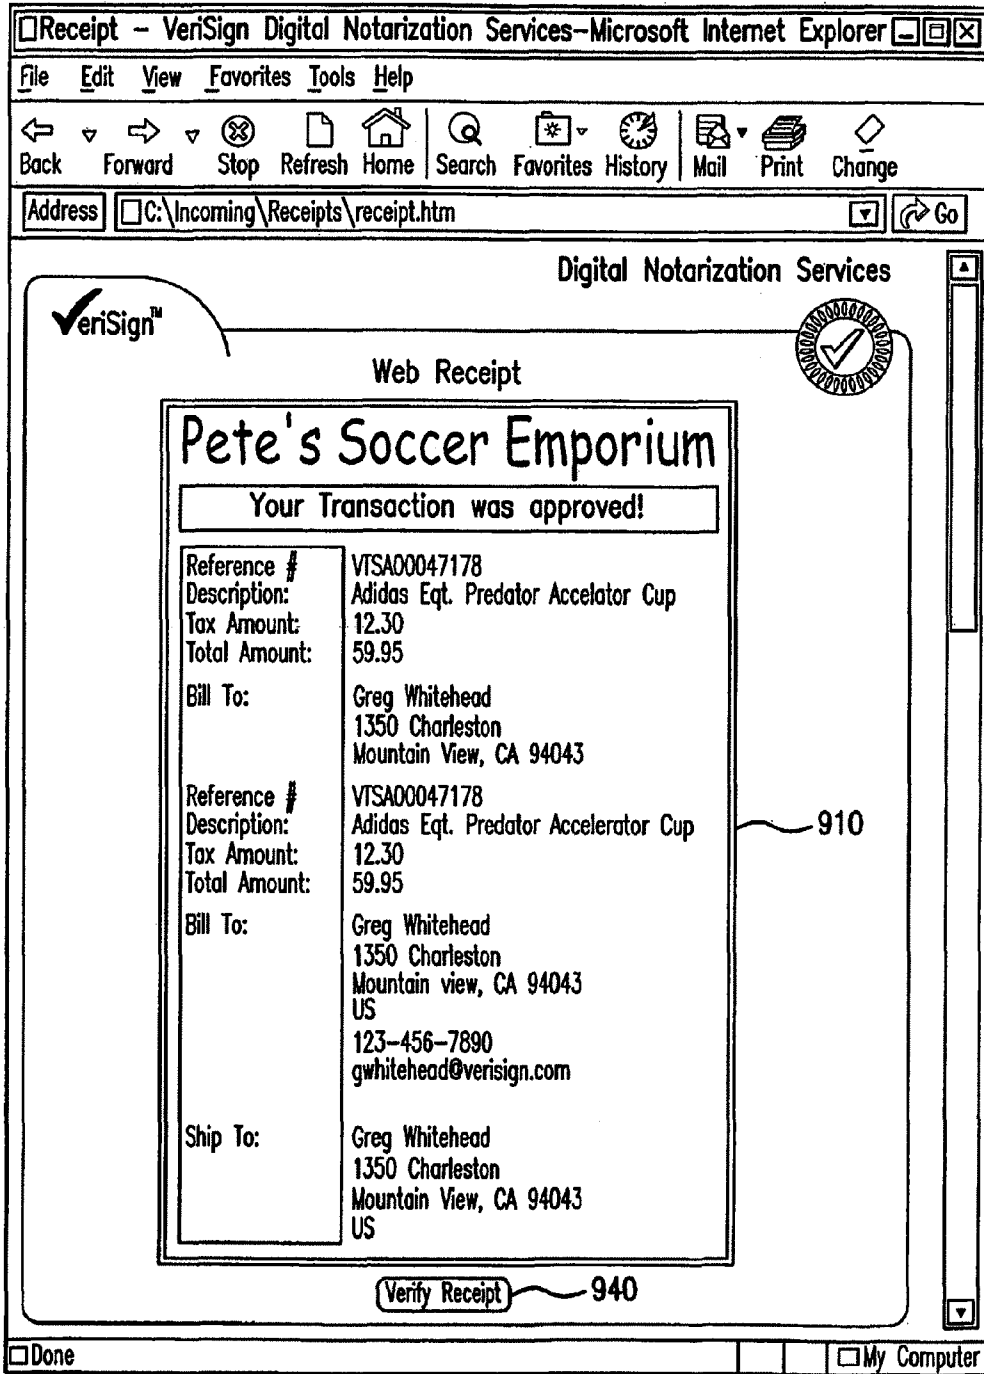 Receipt – VeriSign Digital Notarization Services–Microsoft Internet Explorer
File Edit View Favorites Tools Help
Back Forward Stop Refresh Home Search Favorites History Mail Print Change
Address C:\Incoming\Receipts\receipt.htm Go
Digital Notarization Services
VeriSign™
Web Receipt
Pete's Soccer Emporium
Your Transaction was approved!
Reference # VTSA00047178
Description: Adidas Eqt. Predator Accelator Cup
Tax Amount: 12.30
Total Amount: 59.95
Bill To: Greg Whitehead
1350 Charleston
Mountain View, CA 94043
Reference # VTSA00047178
Description: Adidas Eqt. Predator Accelerator Cup
Tax Amount: 12.30
Total Amount: 59.95
910
Bill To: Greg Whitehead
1350 Charleston
Mountain view, CA 94043
US
123–456–7890
gwhitehead@verisign.com
Ship To: Greg Whitehead
1350 Charleston
Mountain View, CA 94043
US
Verify Receipt 940
Done My Computer